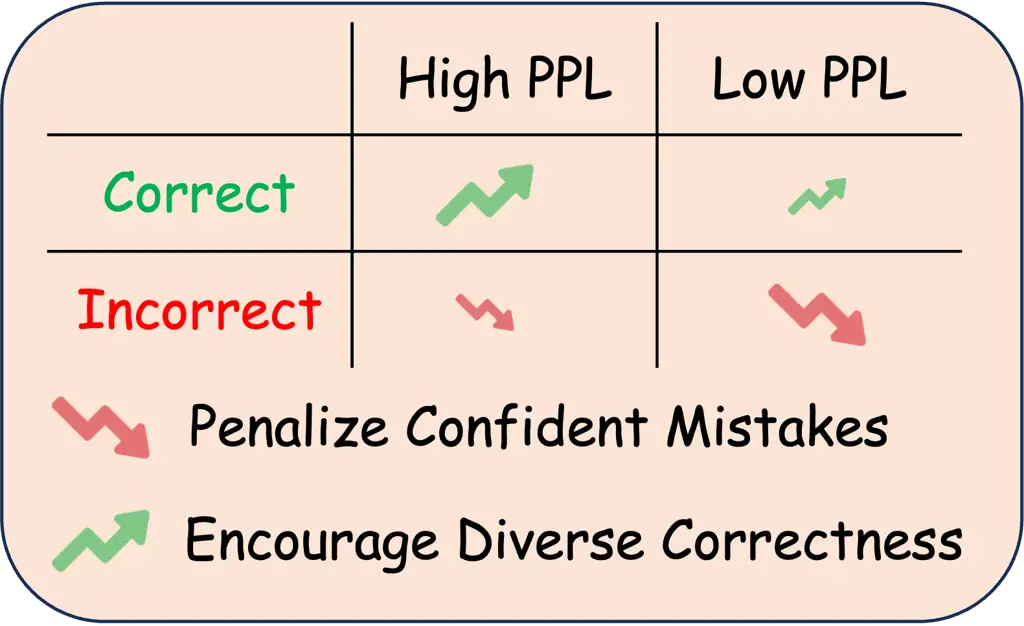 High PPL Low PPL
Correct
Incorrect
Penalize Confident Mistakes
Encourage Diverse Correctness